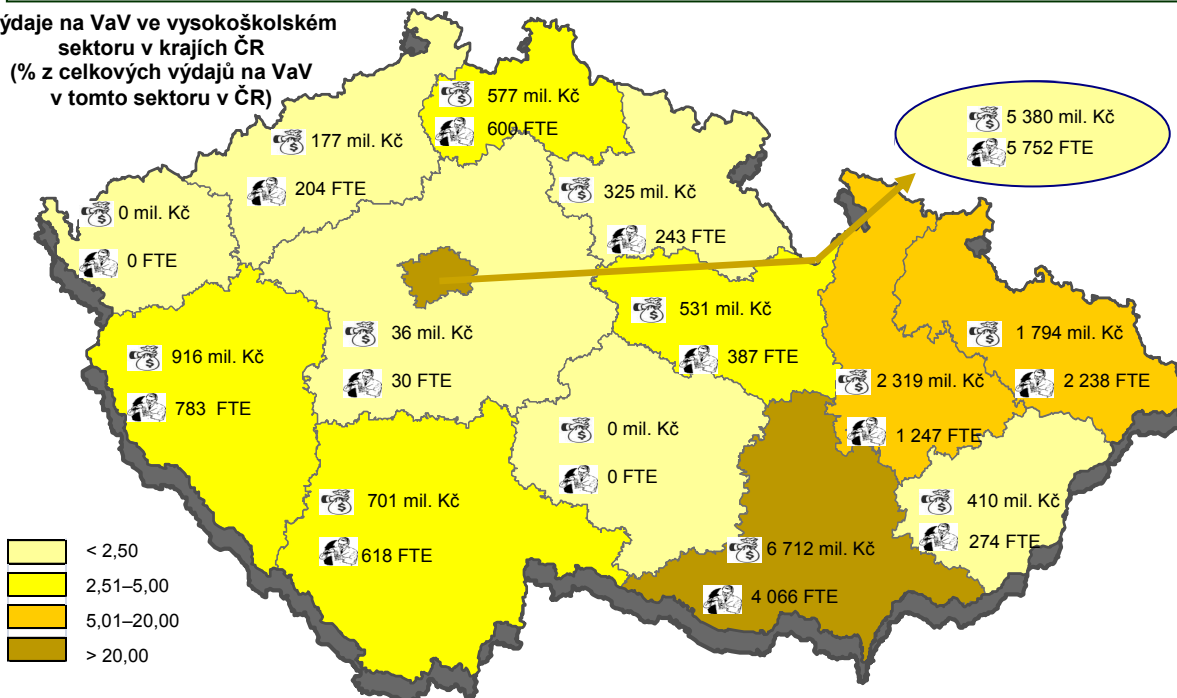 ýdaje na VaV ve vysokoškolském
sektoru v krajích ČR
(% z celkových výdajů na VaV
v tomto sektoru v ČR)
577 mil. Kč
600 FTE
5 380 mil. Kč
5 752 FTE
177 mil. Kč
204 FTE
325 mil. Kč
243 FTE
0 mil. Kč
0 FTE
531 mil. Kč
387 FTE
36 mil. Kč
30 FTE
1 794 mil. Kč
2 238 FTE
916 mil. Kč
783 FTE
2 319 mil. Kč
1 247 FTE
0 mil. Kč
0 FTE
701 mil. Kč
618 FTE
410 mil. Kč
274 FTE
6 712 mil. Kč
4 066 FTE
< 2,50
2,51–5,00
5,01–20,00
> 20,00